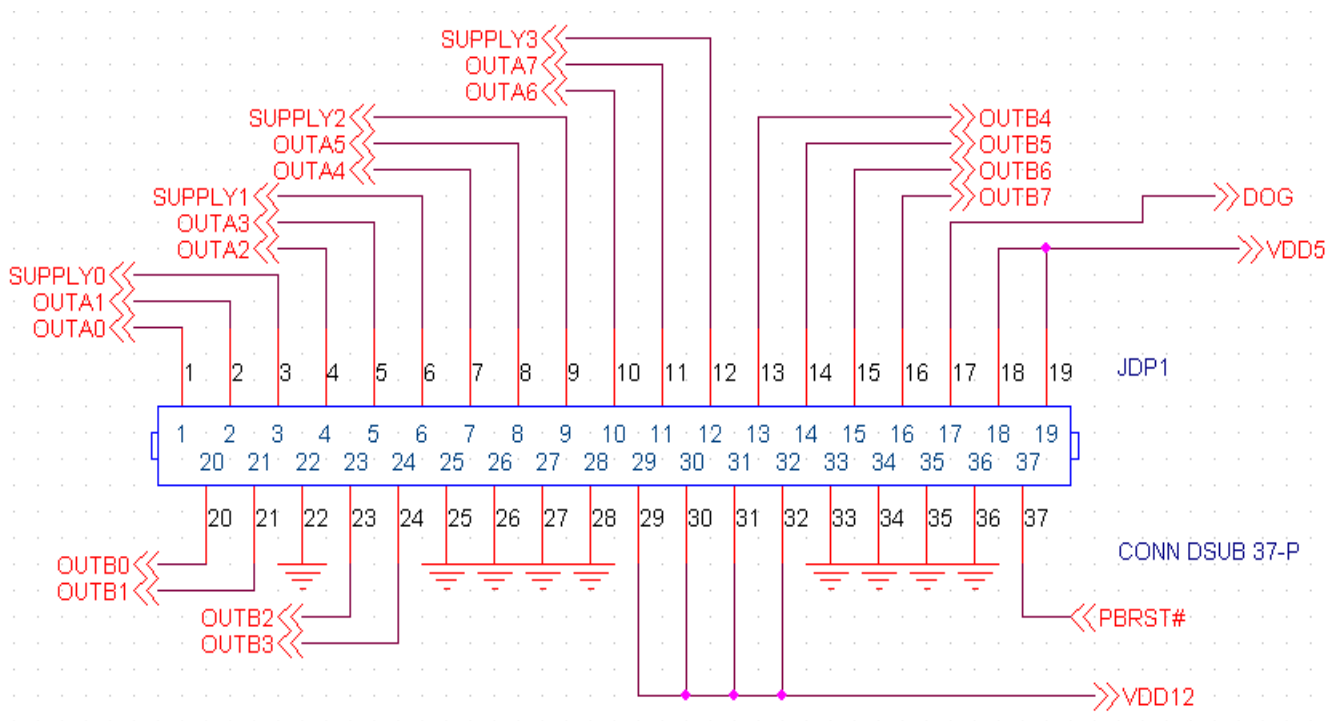 SUPPLY3
OUTA7
OUTA6
SUPPLY2
OUTA5
OUTA4
OUTB4
OUTB5
OUTB6
OUTB7
SUPPLY1
OUTA3
OUTA2
DOG
VDD5
SUPPLY0
OUTA1
OUTA0
1 2 3 4 5 6 7 8 9 10 11 12 13 14 15 16 17 18 19
JDP1
1 2 3 4 5 6 7 8 9 10 11 12 13 14 15 16 17 18 19
20 21 22 23 24 25 26 27 28 29 30 31 32 33 34 35 36 37
20 21 22 23 24 25 26 27 28 29 30 31 32 33 34 35 36 37
CONN DSUB 37-P
OUTB0
OUTB1
OUTB2
OUTB3
PBRST#
VDD12